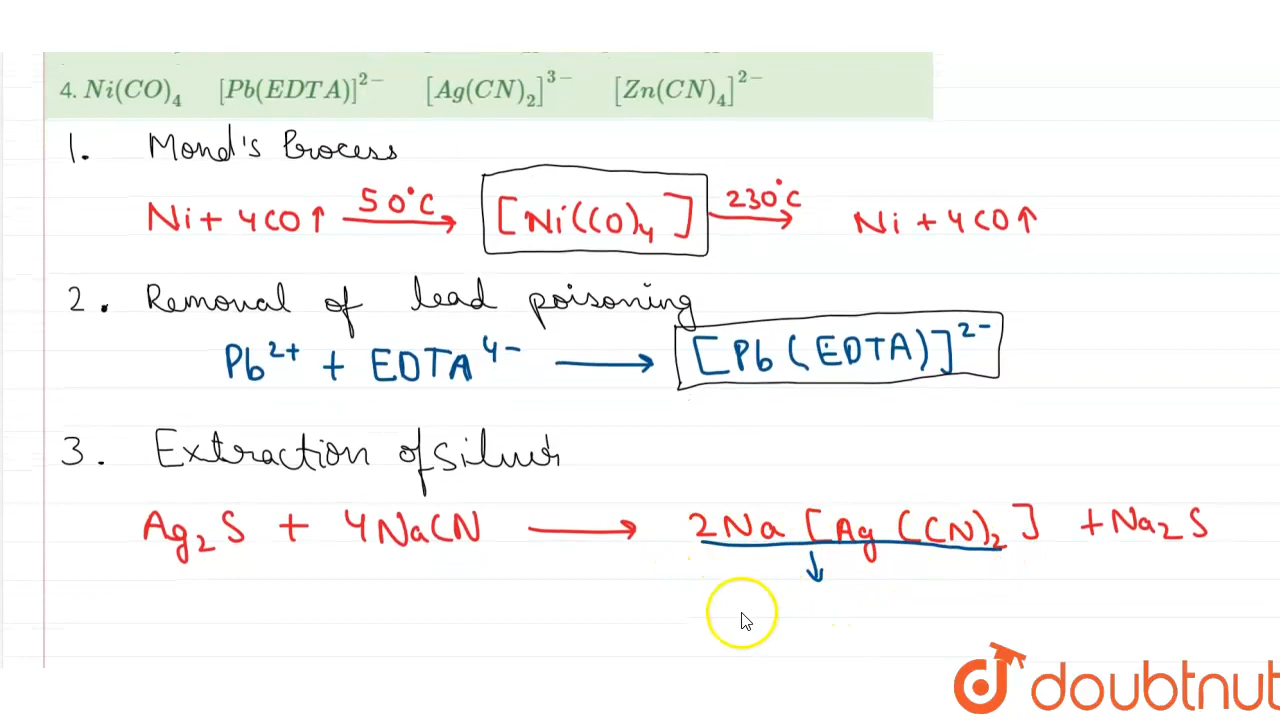 4. Ni(CO)₄ [Pb(EDTA)]²⁻ [Ag(CN)₂]³⁻ [Zn(CN)₄]²⁻
1. Mond's Process
Ni + 4CO↑ 50°C → [Ni(CO)₄] 230°C → Ni + 4CO↑
2. Removal of lead poisoning
Pb²⁺ + EDTA⁴⁻ → [Pb(EDTA)]²⁻
3. Extraction of Silver
Ag₂S + 4NaCN → 2Na[Ag(CN)₂] + Na₂S
↓
doubtnut